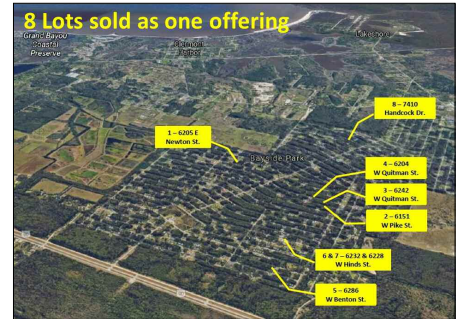 8 Lots sold as one offering
Grand Bayou
Coastal
Preserve
Lakeshore
8 – 7410
Handcock Dr.
1 – 6205 E
Newton St.
Bayside Park
4 – 6204
W Quitman St.
3 – 6242
W Quitman St.
2 – 6151
W Pike St.
6 & 7 – 6232 & 6228
W Hinds St.
5 – 6286
W Benton St.